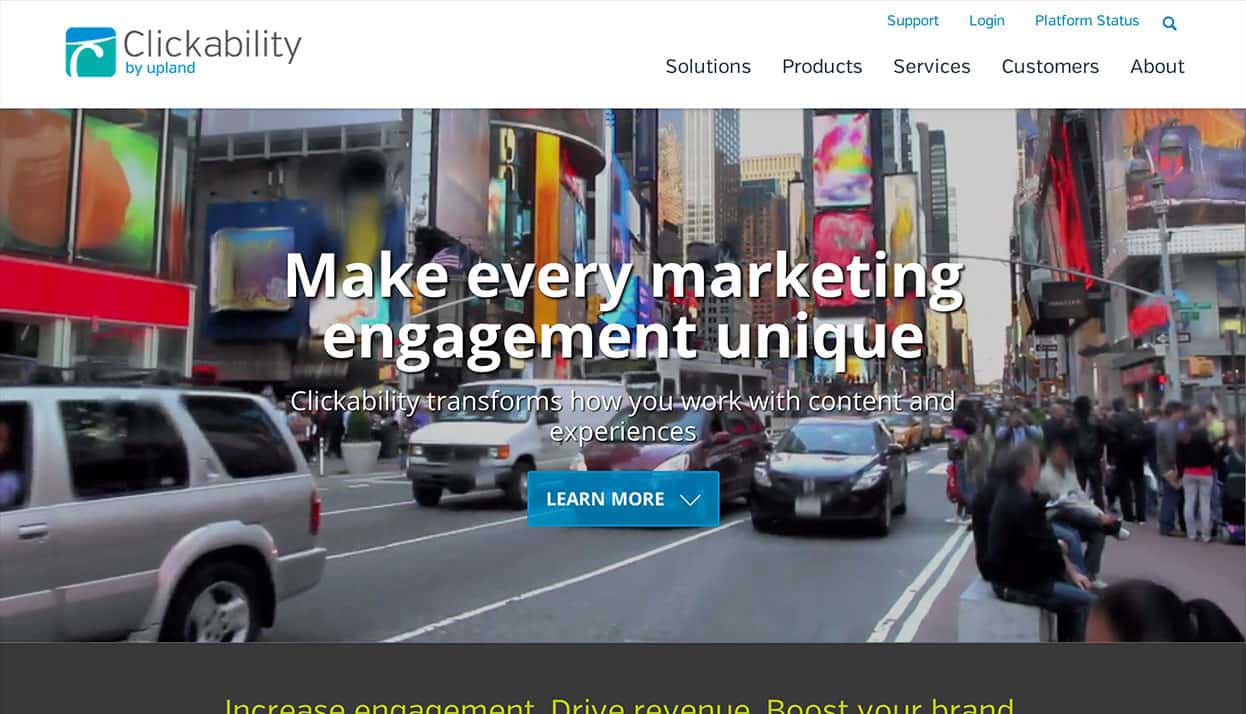 Support Login Platform Status
Clickability
by upland
Solutions Products Services Customers About
Make every marketing
engagement unique
Clickability transforms how you work with content and
experiences
LEARN MORE
Increase engagement. Drive revenue. Boost your brand.